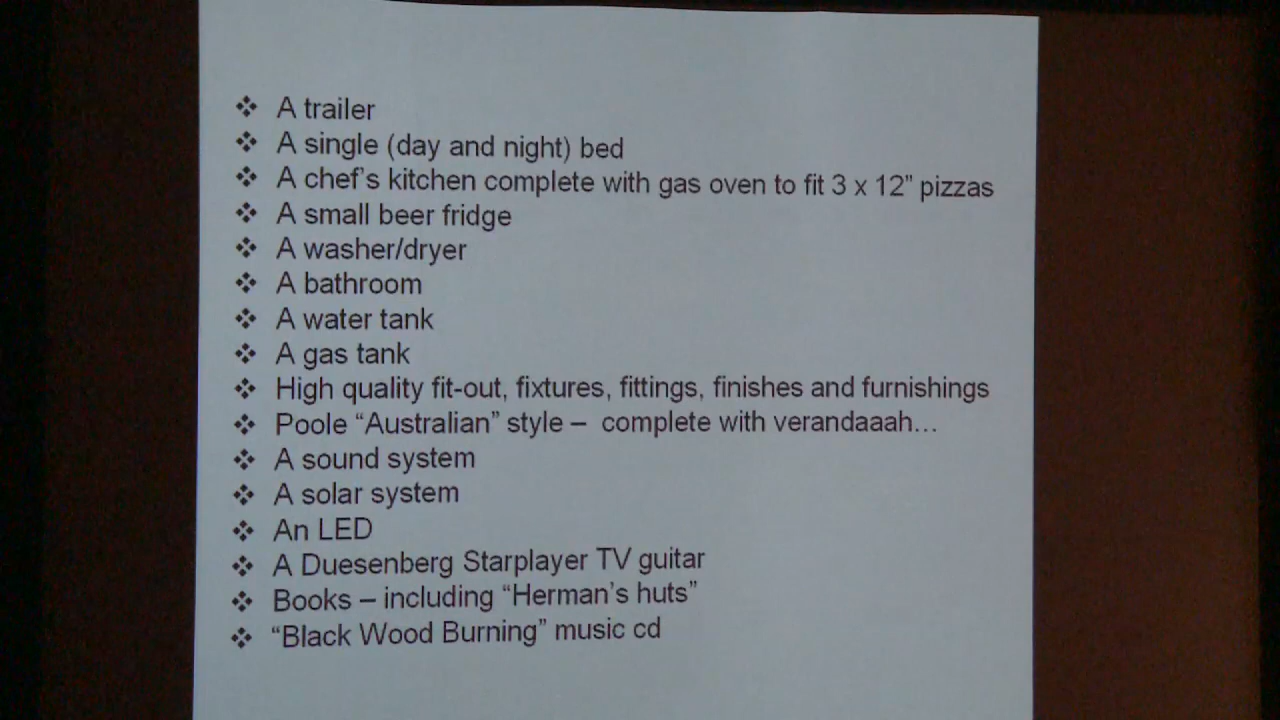 ❖ A trailer
❖ A single (day and night) bed
❖ A chef's kitchen complete with gas oven to fit 3 x 12” pizzas
❖ A small beer fridge
❖ A washer/dryer
❖ A bathroom
❖ A water tank
❖ A gas tank
❖ High quality fit-out, fixtures, fittings, finishes and furnishings
❖ Poole “Australian” style – complete with verandaaah…
❖ A sound system
❖ A solar system
❖ An LED
❖ A Duesenberg Starplayer TV guitar
❖ Books – including “Herman’s huts”
❖ “Black Wood Burning” music cd